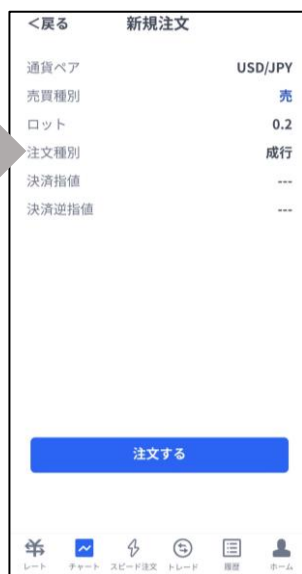 <戻る 新規注文
通貨ペア USD/JPY
売買種別 売
ロット 0.2
注文種別 成行
決済指値 ---
決済逆指値 ---
注文する
レート チャート スピード注文 トレード 履歴 ホーム